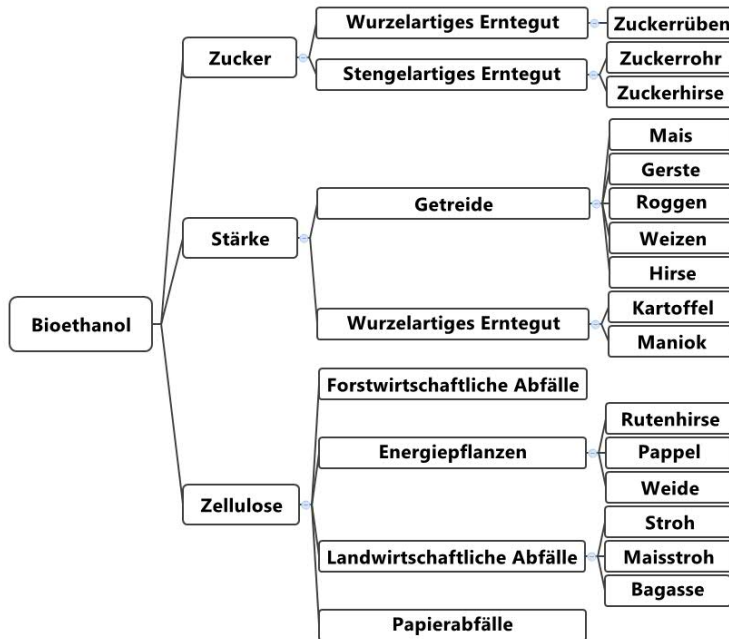 Bioethanol
Zucker
Wurzelartiges Erntegut
Zuckerrüben
Stengelartiges Erntegut
Zuckerrohr
Zuckerhirse
Stärke
Getreide
Mais
Gerste
Roggen
Weizen
Hirse
Wurzelartiges Erntegut
Kartoffel
Maniok
Zellulose
Forstwirtschaftliche Abfälle
Energiepflanzen
Rutenhirse
Pappel
Weide
Landwirtschaftliche Abfälle
Stroh
Maisstroh
Bagasse
Papierabfälle